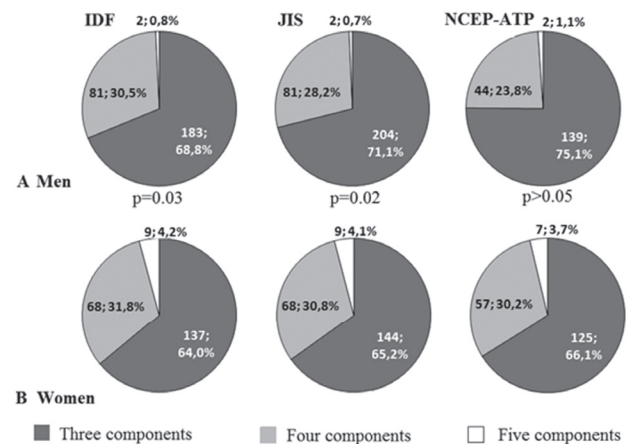 IDF 2;0,8% JIS 2;0,7% NCEP-ATP 2;1,1%
81;30,5% 81;28,2% 44;23,8%
183;
68,8%
204;
71,1%
139;
75,1%
A Men
p=0.03 p=0.02 p>0.05
9;4,2% 9;4,1% 7;3,7%
68;31,8% 68;30,8% 57;30,2%
137;
64,0%
144;
65,2%
125;
66,1%
B Women
Three components Four components Five components